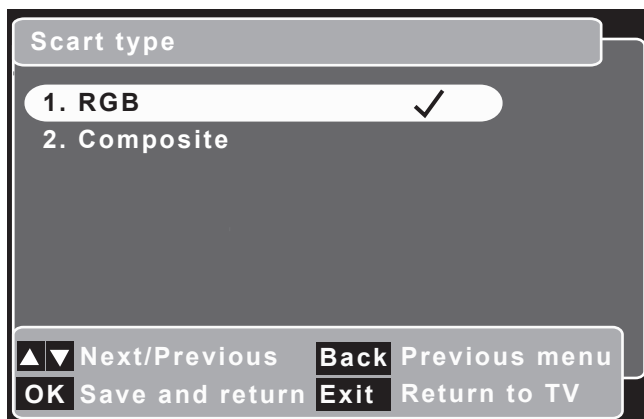 Scart type
1. RGB ✓
2. Composite
▲▼ Next/Previous Back Previous menu
OK Save and return Exit Return to TV